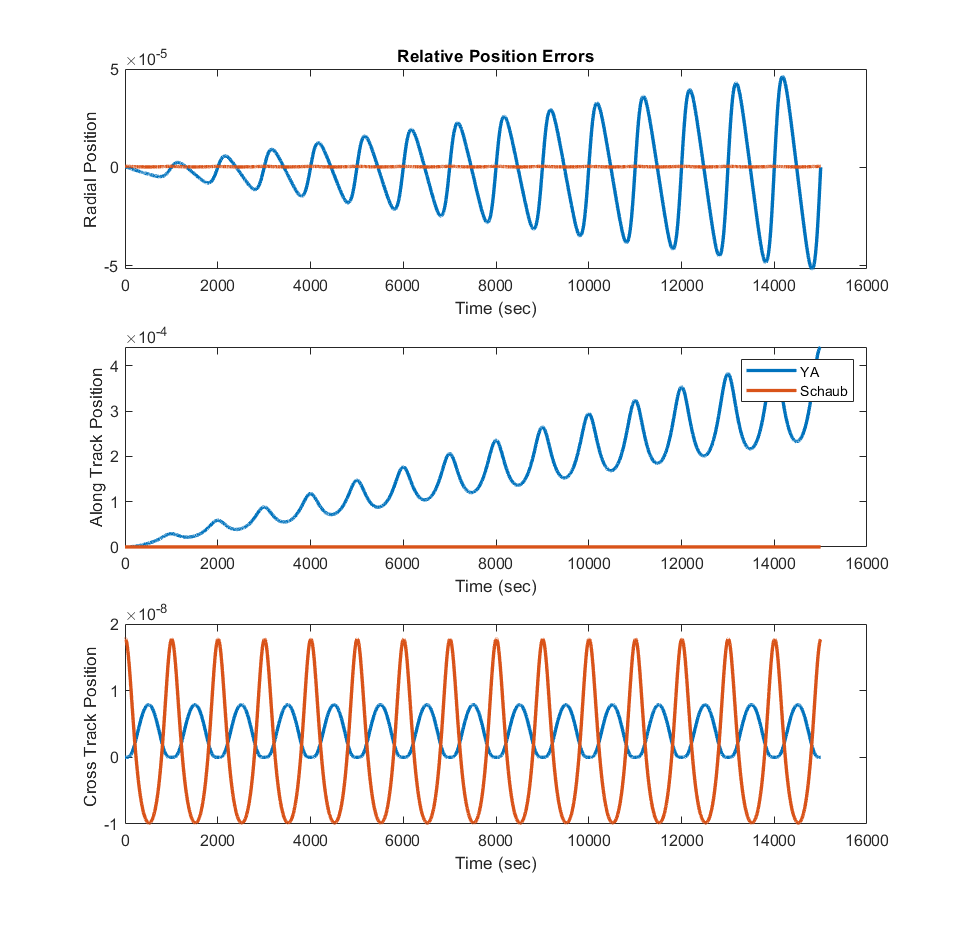 Relative Position Errors
×10-5
5
0
-5
Radial Position
0 2000 4000 6000 8000 10000 12000 14000 16000
Time (sec)
×10-4
4
3
2
1
0
Along Track Position
YA
Schaub
0 2000 4000 6000 8000 10000 12000 14000 16000
Time (sec)
×10-8
2
1
0
-1
Cross Track Position
0 2000 4000 6000 8000 10000 12000 14000 16000
Time (sec)